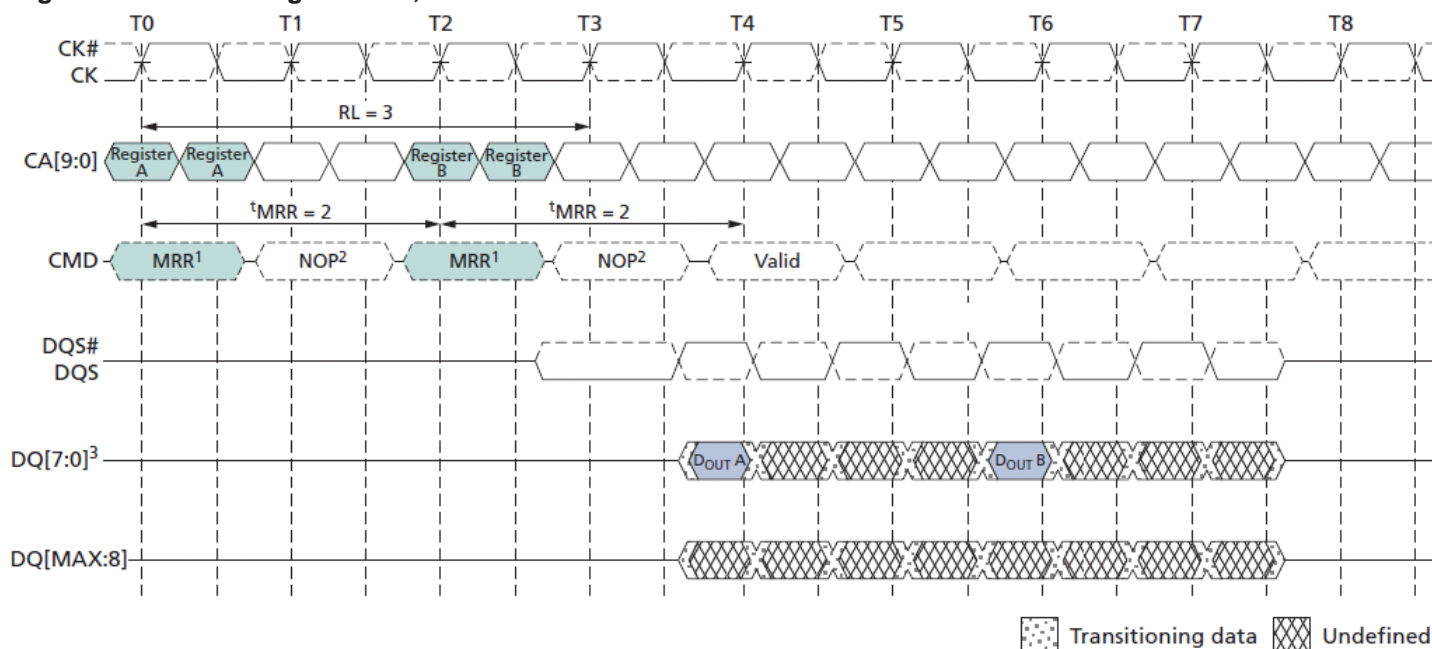 T0 T1 T2 T3 T4 T5 T6 T7 T8
CK#
CK
RL = 3
CA[9:0] Register A Register A Register B Register B
tMRR = 2 tMRR = 2
CMD MRR1 NOP2 MRR1 NOP2 Valid
DQS#
DQS
DQ[7:0]3 DOUT A DOUT B
DQ[MAX:8]
Transitioning data Undefined